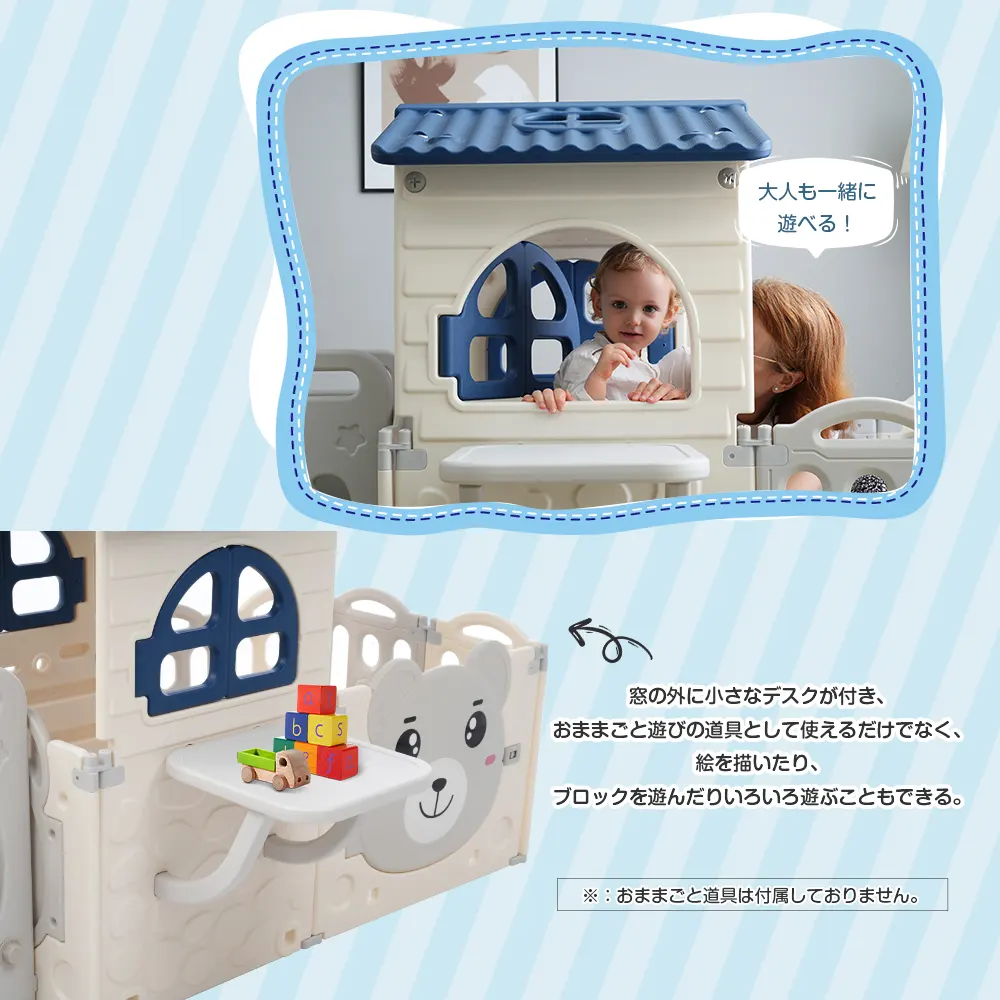 大人も一緒に
遊べる！
窓の外に小さなデスクが付き、
おままごと遊びの道具として使えるだけでなく、
絵を描いたり、
ブロックを遊んだりいろいろ遊ぶこともできる。
※：おままごと道具は付属しておりません。
a
b c s
f